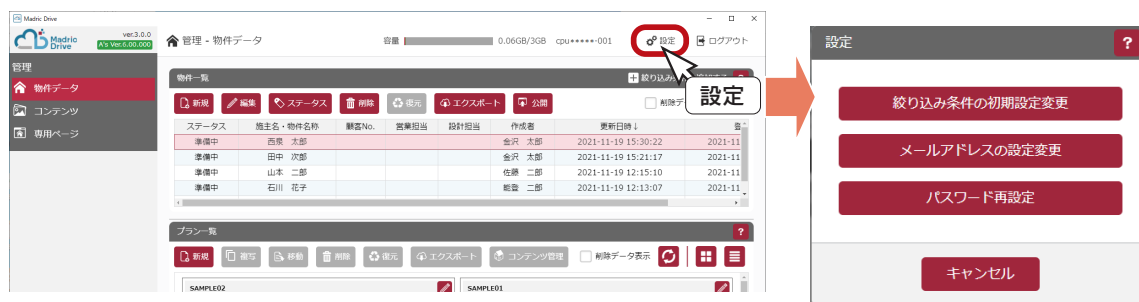 Madric Drive
Madric Drive
ver.3.0.0
A's Ver.6.00.000
管理 - 物件データ
容量
0.06GB/3GB
cpu*****-001
設定
ログアウト
管理
物件データ
コンテンツ
専用ページ
物件一覧
絞り込み
?
新規
編集
ステータス
削除
復元
エクスポート
公開
削除デ
ステータス 施主名・物件名称 顧客No. 営業担当 設計担当 作成者 更新日時↓
準備中 西泉 太郎 金沢 太郎 2021-11-19 15:30:22 2021-11
準備中 田中 次郎 金沢 太郎 2021-11-19 15:21:17 2021-11
準備中 山本 二郎 佐藤 二郎 2021-11-19 12:15:10 2021-11
準備中 石川 花子 能登 二郎 2021-11-19 12:13:07 2021-11
プラン一覧
?
新規
複写
移動
削除
復元
エクスポート
コンテンツ管理
削除データ表示
SAMPLE02
SAMPLE01
設定
設定
?
絞り込み条件の初期設定変更
メールアドレスの設定変更
パスワード再設定
キャンセル